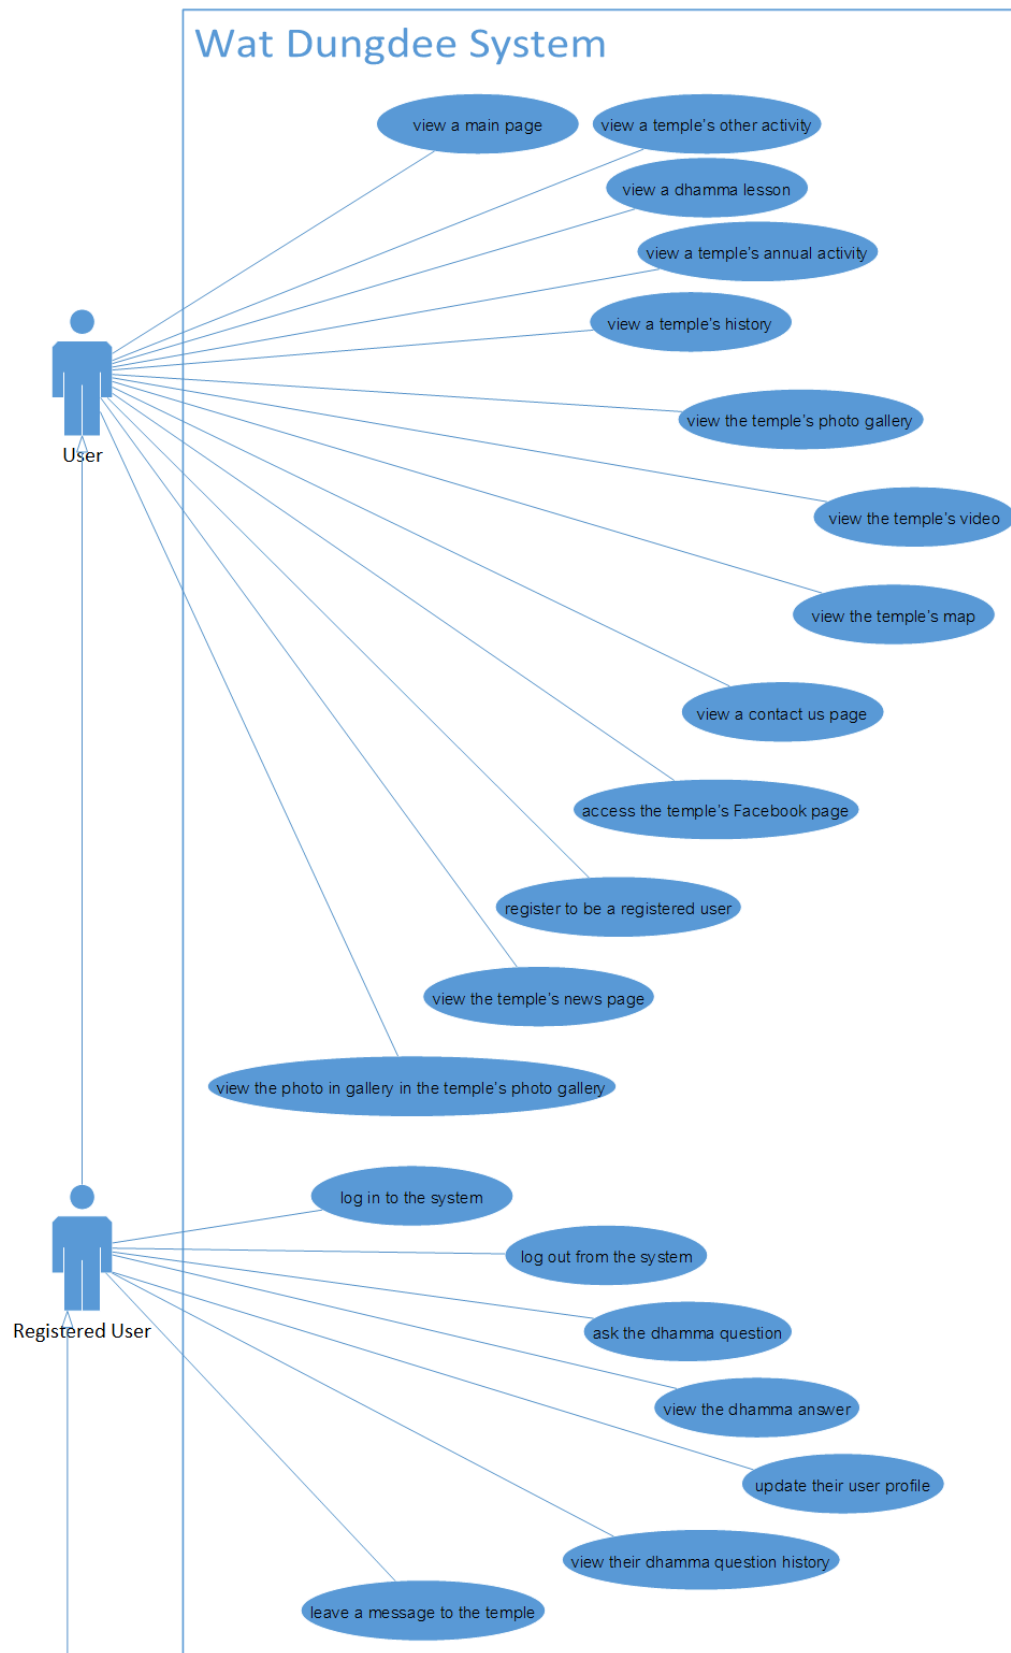 Wat Dungdee System
view a main page
view a temple's other activity
view a dhamma lesson
view a temple's annual activity
view a temple's history
view the temple's photo gallery
User
view the temple's video
view the temple's map
view a contact us page
access the temple's Facebook page
register to be a registered user
view the temple's news page
view the photo in gallery in the temple's photo gallery
log in to the system
log out from the system
Registered User
ask the dhamma question
view the dhamma answer
update their user profile
view their dhamma question history
leave a message to the temple